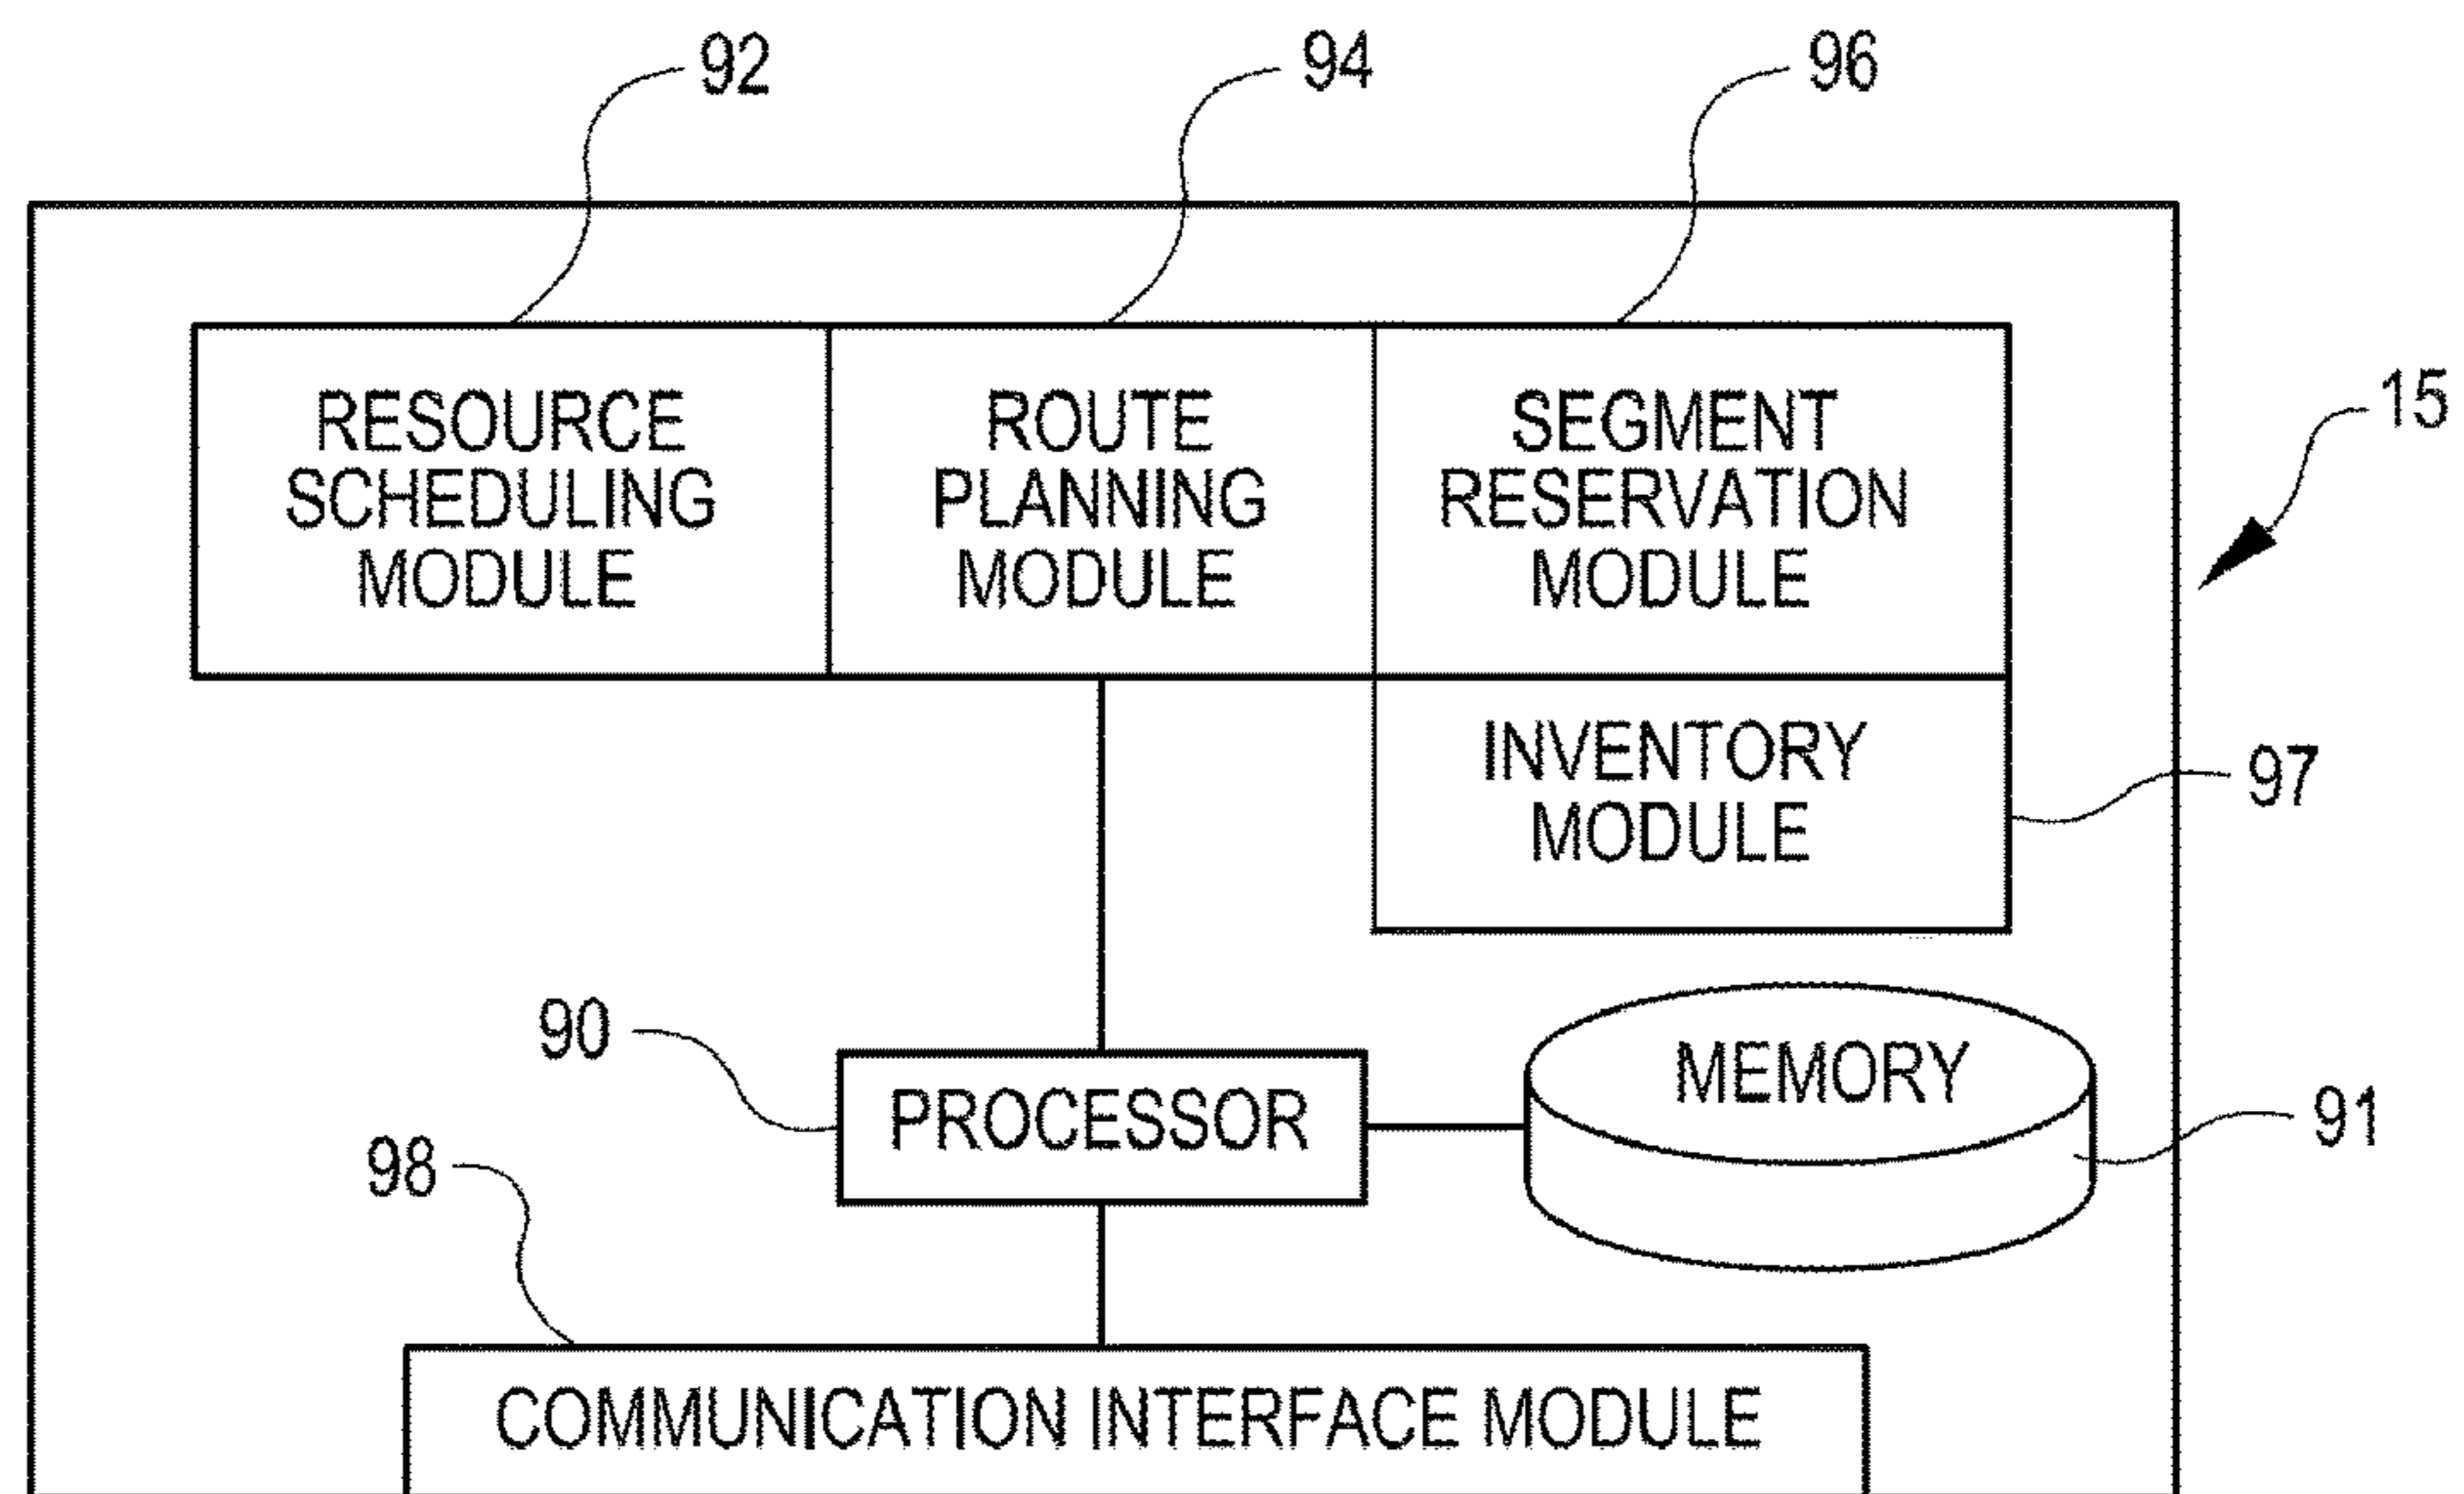 92
94
96
RESOURCE
SCHEDULING
MODULE
ROUTE
PLANNING
MODULE
SEGMENT
RESERVATION
MODULE
15
INVENTORY
MODULE
97
90
PROCESSOR
MEMORY
91
98
COMMUNICATION INTERFACE MODULE